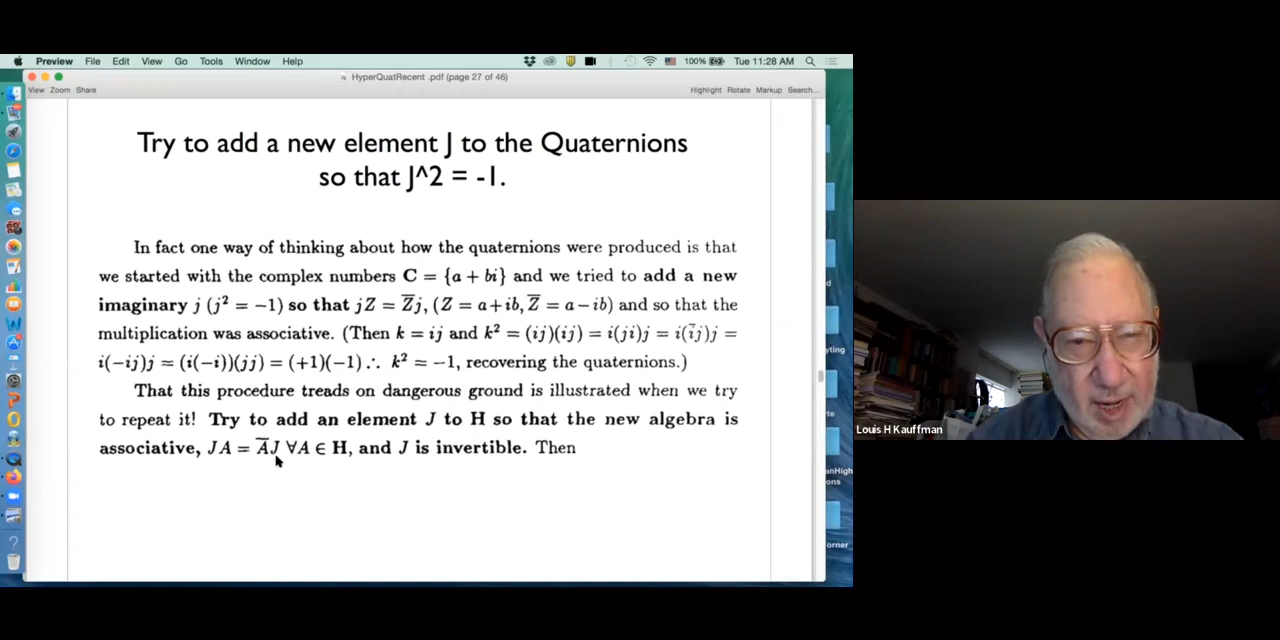 Preview File Edit View Go Tools Window Help 100% Tue 11:28 AM
HyperQuatRecent .pdf (page 27 of 46)
View Zoom Share Highlight Rotate Markup Search...
Try to add a new element J to the Quaternions
so that J^2 = -1.
In fact one way of thinking about how the quaternions were produced is that
we started with the complex numbers C = {a + bi} and we tried to add a new
imaginary j (j² = −1) so that jZ = Z̅j, (Z = a+ib, Z̅ = a−ib) and so that the
multiplication was associative. (Then k = ij and k² = (ij)(ij) = i(ji)j = i(i̅j)j =
i(−ij)j = (i(−i))(jj) = (+1)(−1) ∴ k² = −1, recovering the quaternions.)
That this procedure treads on dangerous ground is illustrated when we try
to repeat it! Try to add an element J to H so that the new algebra is
associative, JA = A̅J ∀A ∈ H, and J is invertible. Then
Louis H Kauffman